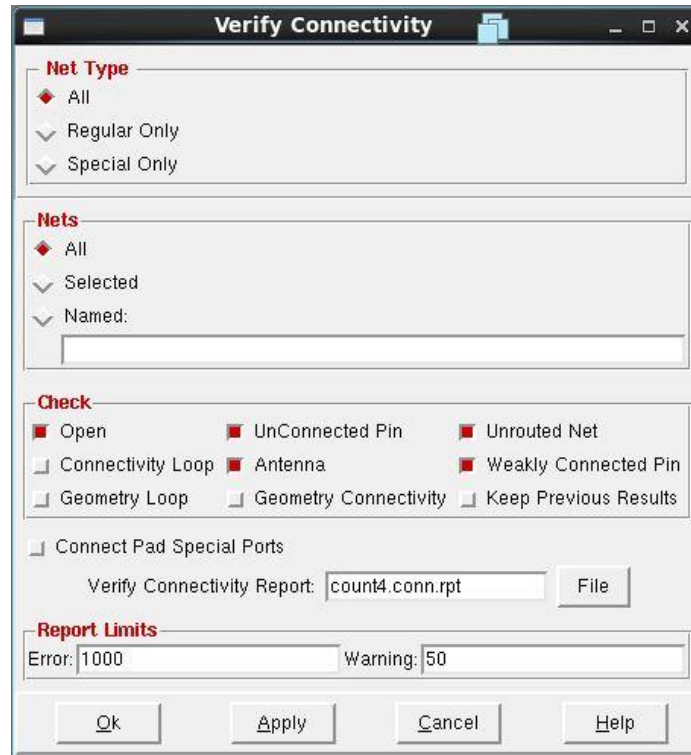 Verify Connectivity
Net Type
All
Regular Only
Special Only
Nets
All
Selected
Named:
Check
Open UnConnected Pin Unrouted Net
Connectivity Loop Antenna Weakly Connected Pin
Geometry Loop Geometry Connectivity Keep Previous Results
Connect Pad Special Ports
Verify Connectivity Report: count4.conn.rpt File
Report Limits
Error: 1000 Warning: 50
Ok Apply Cancel Help